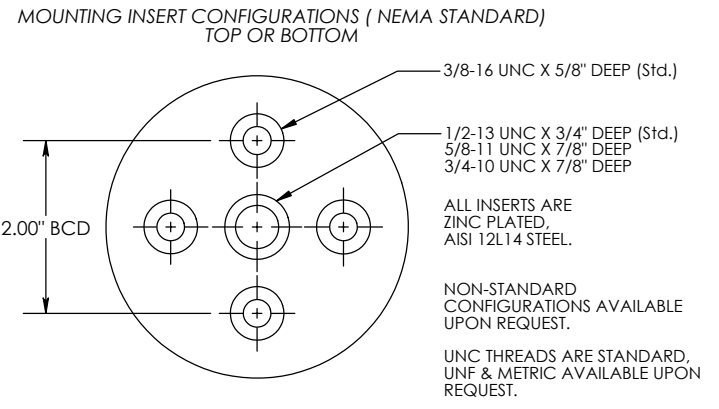 MOUNTING INSERT CONFIGURATIONS ( NEMA STANDARD)
TOP OR BOTTOM
3/8-16 UNC X 5/8" DEEP (Std.)
1/2-13 UNC X 3/4" DEEP (Std.)
5/8-11 UNC X 7/8" DEEP
3/4-10 UNC X 7/8" DEEP
2.00" BCD
ALL INSERTS ARE
ZINC PLATED,
AISI 12L14 STEEL.
NON-STANDARD
CONFIGURATIONS AVAILABLE
UPON REQUEST.
UNC THREADS ARE STANDARD,
UNF & METRIC AVAILABLE UPON
REQUEST.